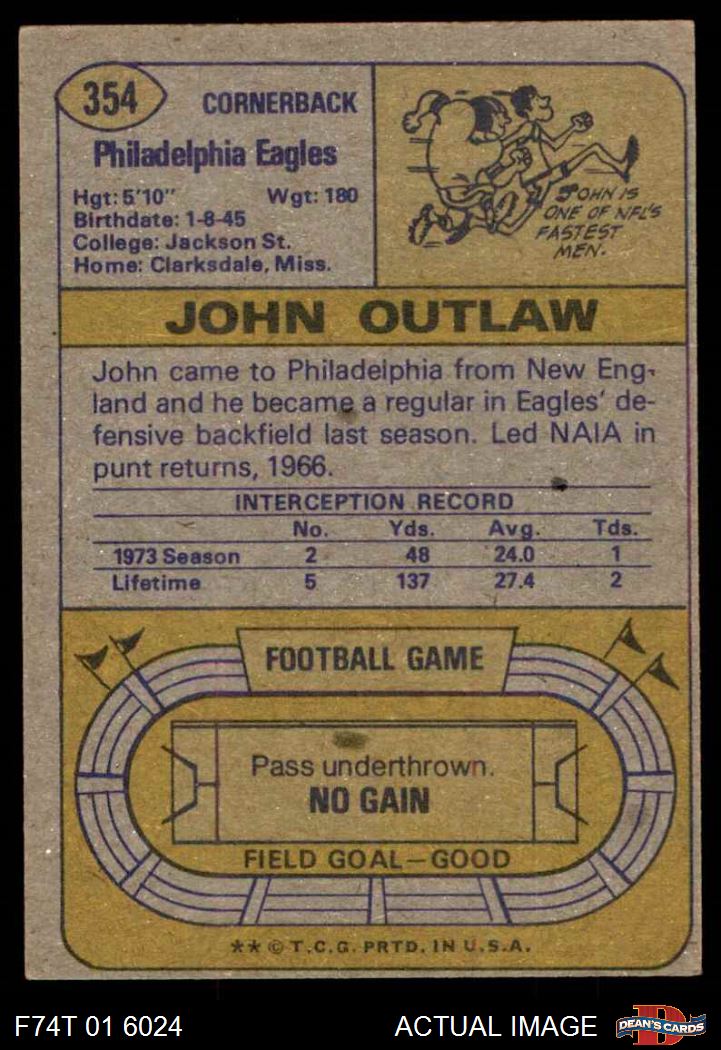 354
CORNERBACK
Philadelphia Eagles
Hgt: 5'10" Wgt: 180
Birthdate: 1-8-45
College: Jackson St.
Home: Clarksdale, Miss.
JOHN IS
ONE OF NFL'S
FASTEST
MEN.
JOHN OUTLAW
John came to Philadelphia from New Eng-
land and he became a regular in Eagles' de-
fensive backfield last season. Led NAIA in
punt returns, 1966.
INTERCEPTION RECORD
No. Yds. Avg. Tds.
1973 Season 2 48 24.0 1
Lifetime 5 137 27.4 2
FOOTBALL GAME
Pass underthrown.
NO GAIN
FIELD GOAL—GOOD
** © T.C.G. PRTD. IN U.S.A.
F74T 01 6024 ACTUAL IMAGE
D
DEAN'S CARDS